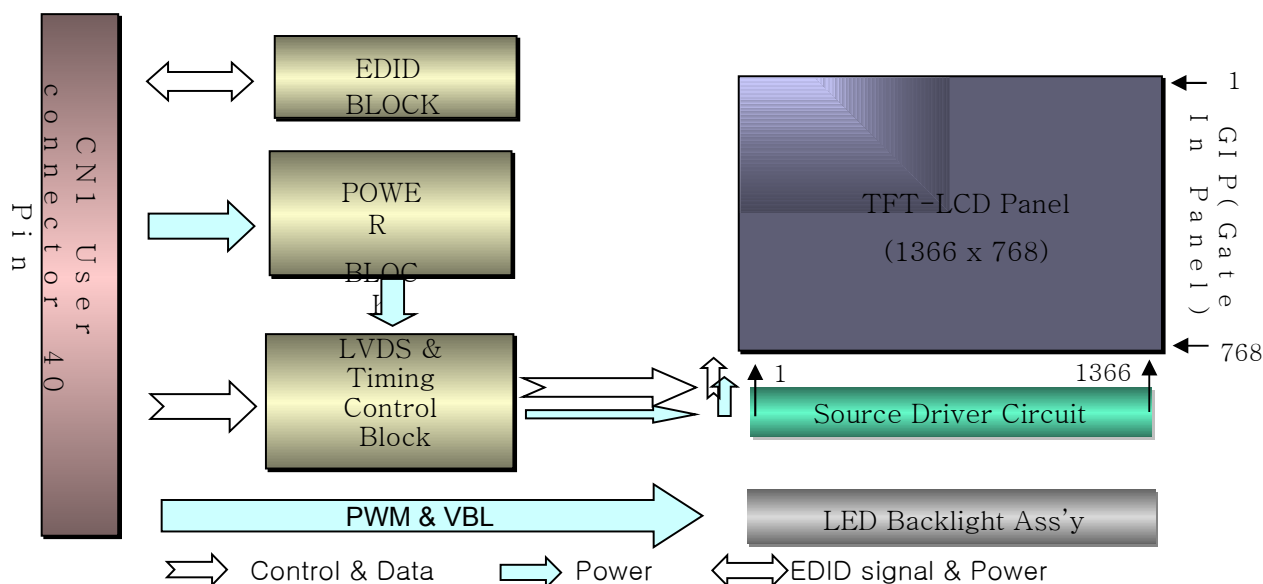 CN1 User
connector 40
Pin
EDID
BLOCK
POWE
R
BLOC
K
LVDS &
Timing
Control
Block
PWM & VBL
TFT-LCD Panel
(1366 x 768)
1
GIP(Gate
In Panel)
768
1
1366
Source Driver Circuit
LED Backlight Ass'y
Control & Data
Power
EDID signal & Power